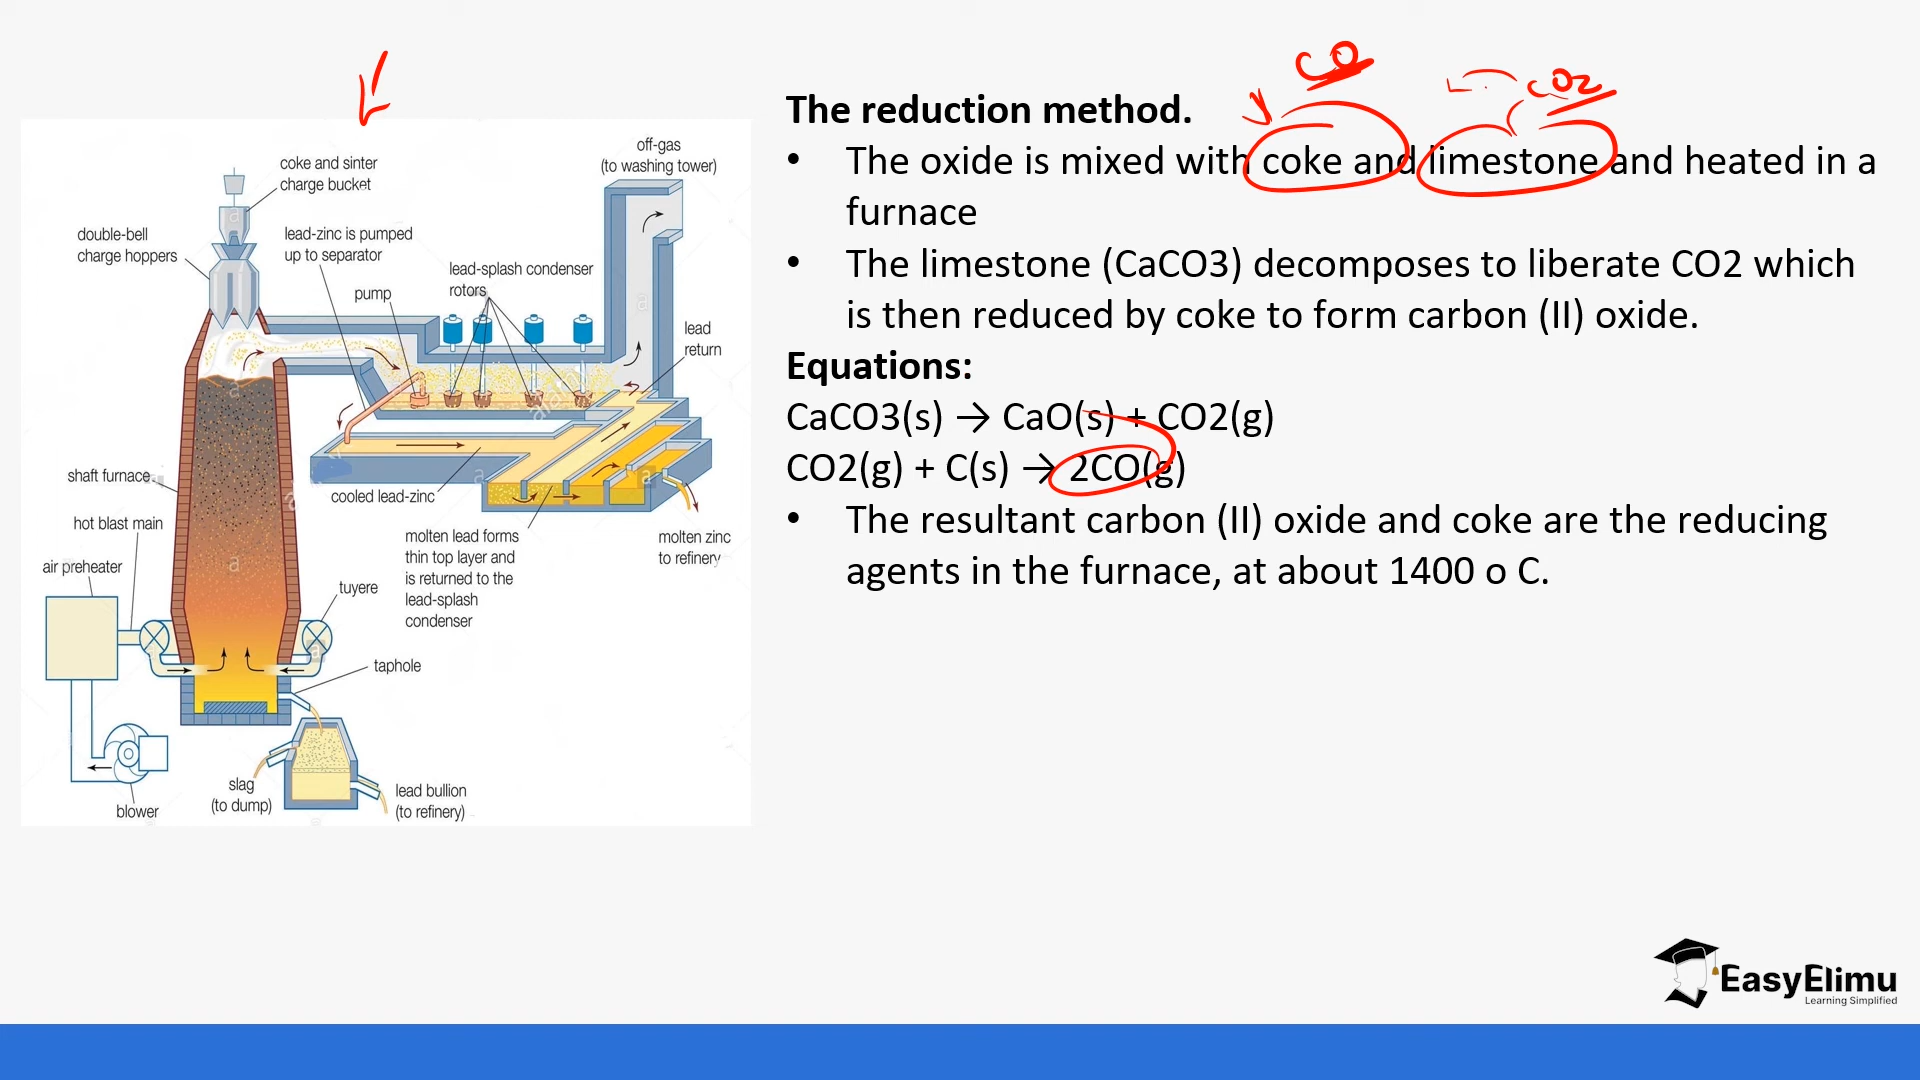 CO
CO2
The reduction method.
• The oxide is mixed with coke and limestone and heated in a
furnace
• The limestone (CaCO3) decomposes to liberate CO2 which
is then reduced by coke to form carbon (II) oxide.
Equations:
CaCO3(s) → CaO(s) + CO2(g)
CO2(g) + C(s) → 2CO(g)
• The resultant carbon (II) oxide and coke are the reducing
agents in the furnace, at about 1400 o C.
off-gas
(to washing tower)
coke and sinter
charge bucket
double-bell
charge hoppers
lead-zinc is pumped
up to separator
lead-splash condenser
rotors
pump
lead
return
shaft furnace
cooled lead-zinc
hot blast main
molten lead forms
thin top layer and
is returned to the
lead-splash
condenser
molten zinc
to refinery
air preheater
tuyere
taphole
slag
(to dump)
lead bullion
(to refinery)
blower
EasyElimu
Learning Simplified